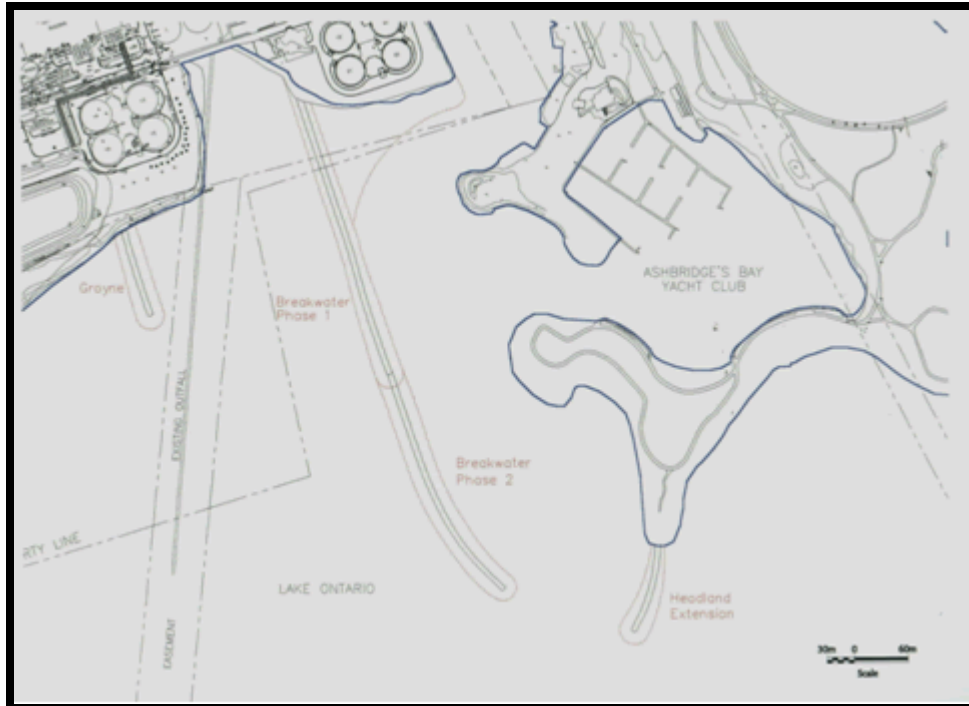 ASHBRIDGE'S BAY
YACHT CLUB
Groyne
Breakwater
Phase 1
EXISTING OUTFALL
Breakwater
Phase 2
RTY LINE
LAKE ONTARIO
EASEMENT
Headland
Extension
30m 0 60m
Scale